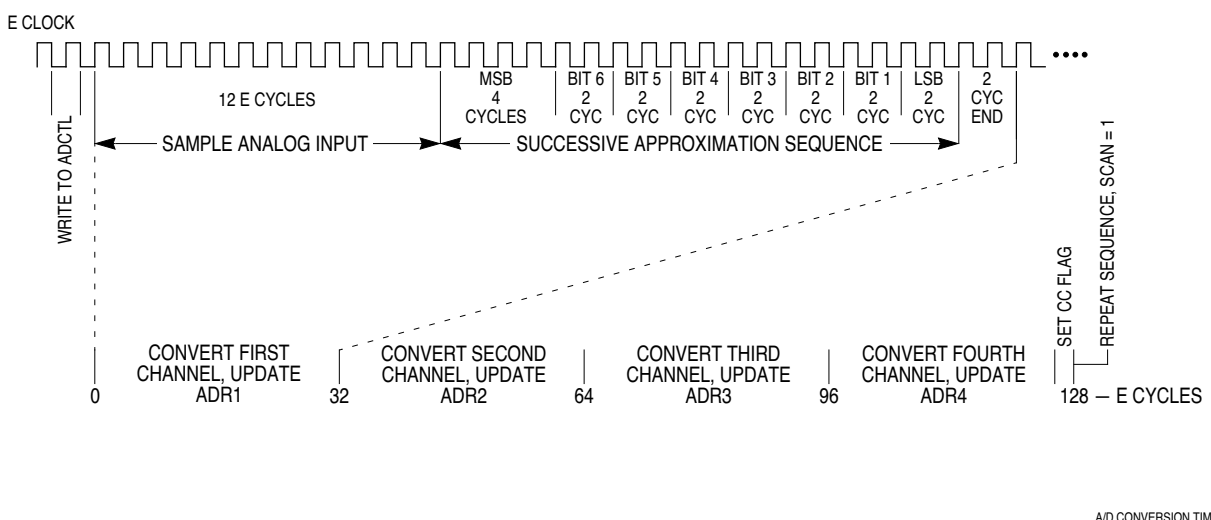 E CLOCK
MSB
4
CYCLES
BIT 6
2
CYC
BIT 5
2
CYC
BIT 4
2
CYC
BIT 3
2
CYC
BIT 2
2
CYC
BIT 1
2
CYC
LSB
2
CYC
2
CYC
END
12 E CYCLES
WRITE TO ADCTL
SAMPLE ANALOG INPUT
SUCCESSIVE APPROXIMATION SEQUENCE
SET CC FLAG
REPEAT SEQUENCE, SCAN = 1
CONVERT FIRST
CHANNEL, UPDATE
ADR1
CONVERT SECOND
CHANNEL, UPDATE
ADR2
CONVERT THIRD
CHANNEL, UPDATE
ADR3
CONVERT FOURTH
CHANNEL, UPDATE
ADR4
0
32
64
96
128 — E CYCLES
A/D CONVERSION TIM